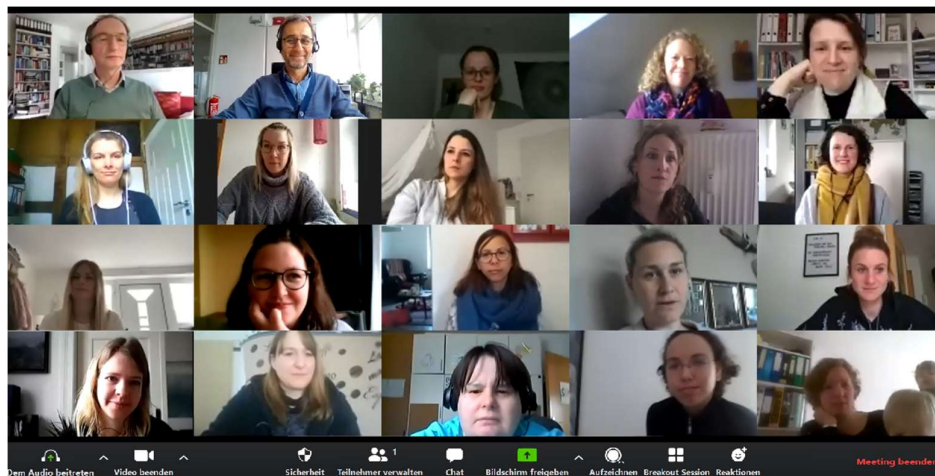 1
Dem Audio beitreten
Video beenden
Sicherheit
Teilnehmer verwalten
Chat
Bildschirm freigeben
Aufzeichnen
Breakout Session
Reaktionen
Meeting beenden